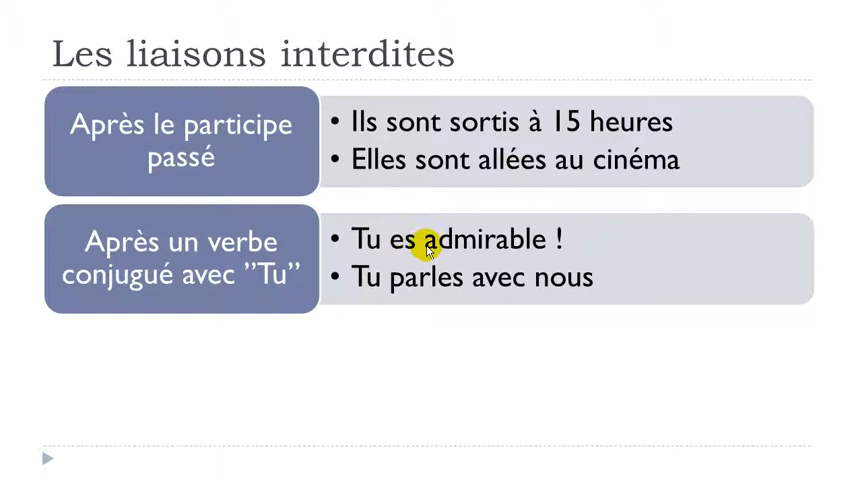 Les liaisons interdites
Après le participe
passé
• Ils sont sortis à 15 heures
• Elles sont allées au cinéma
Après un verbe
conjugué avec ”Tu”
• Tu es admirable !
• Tu parles avec nous